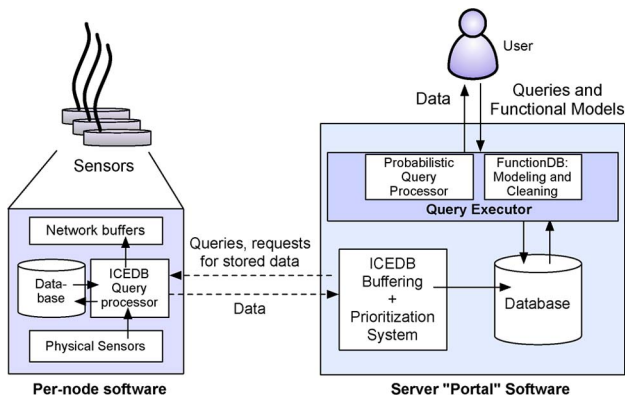 User
Data
Queries and
Functional Models
Sensors
Probabilistic
Query
Processor
FunctionDB:
Modeling and
Cleaning
Query Executor
Network buffers
Data-
base
ICEDB
Query
processor
Physical Sensors
Queries, requests
for stored data
Data
ICEDB
Buffering
+
Prioritization
System
Database
Per-node software
Server "Portal" Software